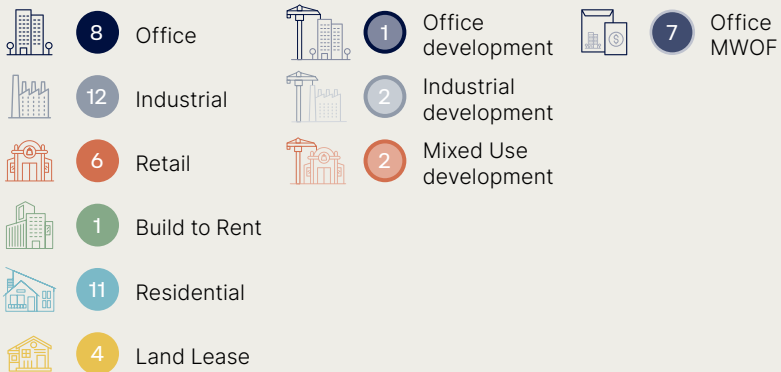 8 Office
12 Industrial
6 Retail
1 Build to Rent
11 Residential
4 Land Lease
1 Office
development
2 Industrial
development
2 Mixed Use
development
$
7 Office
MWOF